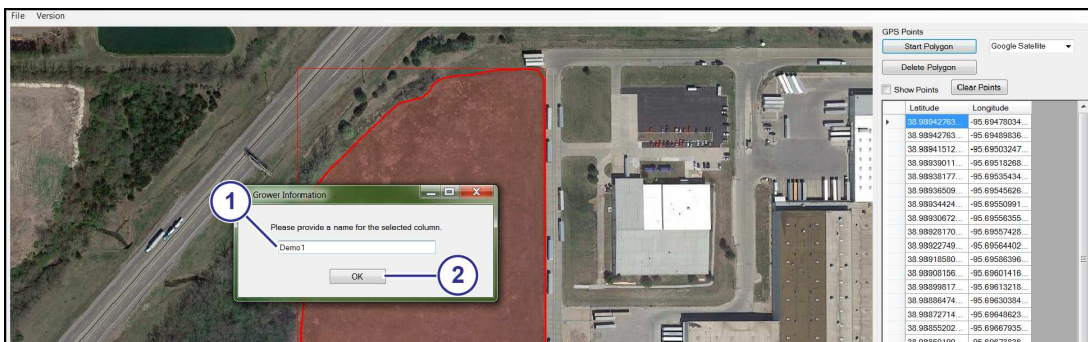 File Version
GPS Points
Start Polygon
Google Satellite
Delete Polygon
Show Points
Clear Points
Latitude Longitude
38.98942763... -95.69478034...
38.98942763... -95.69489836...
38.98941512... -95.69503247...
38.98939011... -95.69518268...
38.98938177... -95.69535434...
38.98936509... -95.69545626...
38.98934424... -95.69550991...
38.98930672... -95.69556355...
38.98928170... -95.69557428...
38.98922749... -95.69564402...
38.98918580... -95.69586396...
38.98908156... -95.69601416...
38.98899817... -95.69613218...
38.98886474... -95.69630384...
38.98872714... -95.69648623...
38.98855202... -95.69667935...
1
Grower Information
Please provide a name for the selected column.
Demo1
OK
2